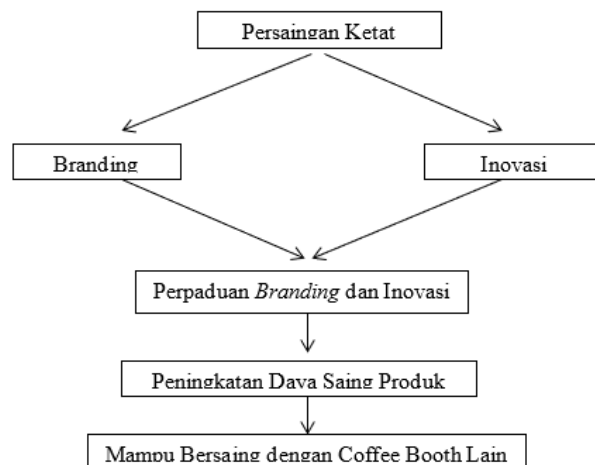 Persaingan Ketat
Branding
Inovasi
Perpaduan Branding dan Inovasi
Peningkatan Daya Saing Produk
Mampu Bersaing dengan Coffee Booth Lain